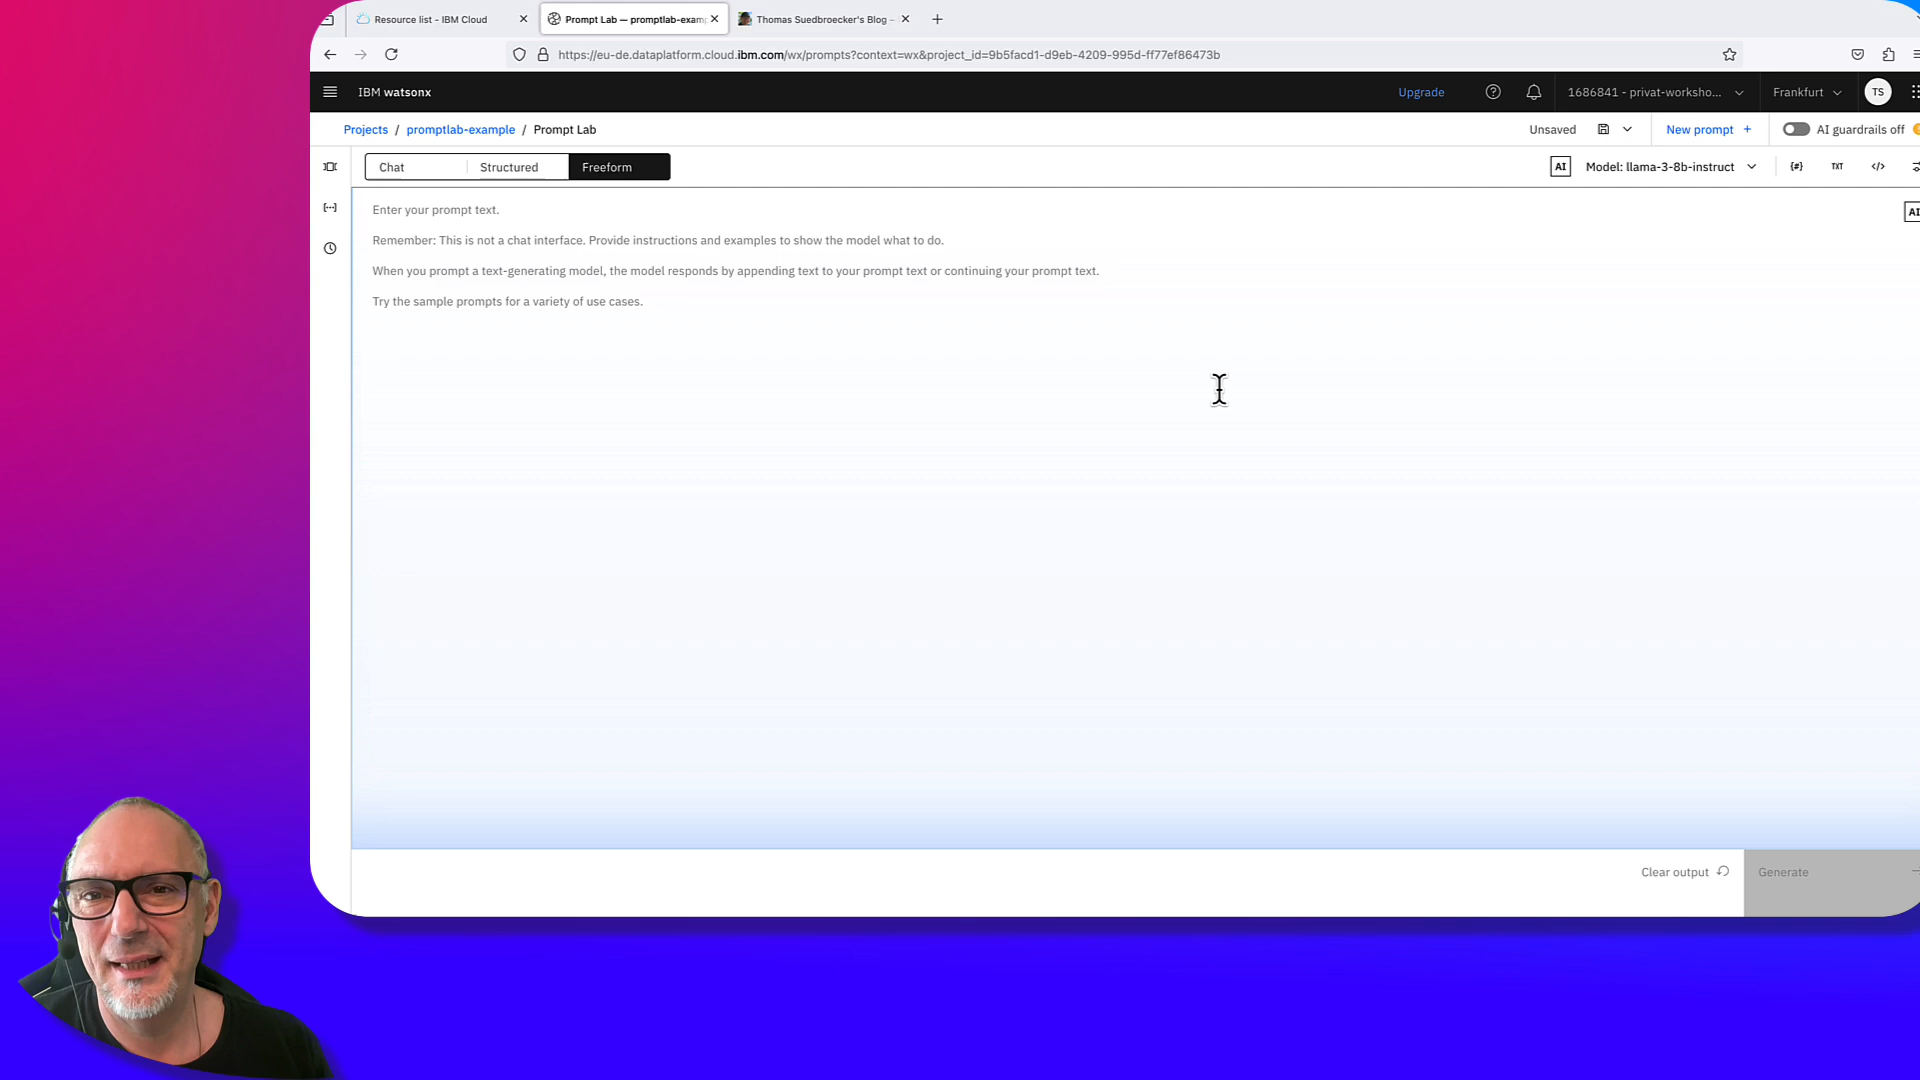 Resource list - IBM Cloud
Prompt Lab — promptlab-exam
Thomas Suedbroecker's Blog –
https://eu-de.dataplatform.cloud.ibm.com/wx/prompts?context=wx&project_id=9b5facd1-d9eb-4209-995d-ff77ef86473b
IBM watsonx
Upgrade
1686841 - privat-worksho...
Frankfurt
TS
Projects / promptlab-example / Prompt Lab
Unsaved
New prompt +
AI guardrails off
Chat
Structured
Freeform
AI
Model: llama-3-8b-instruct
{#}
TXT
</>
Enter your prompt text.
AI
Remember: This is not a chat interface. Provide instructions and examples to show the model what to do.
When you prompt a text-generating model, the model responds by appending text to your prompt text or continuing your prompt text.
Try the sample prompts for a variety of use cases.
Clear output
Generate